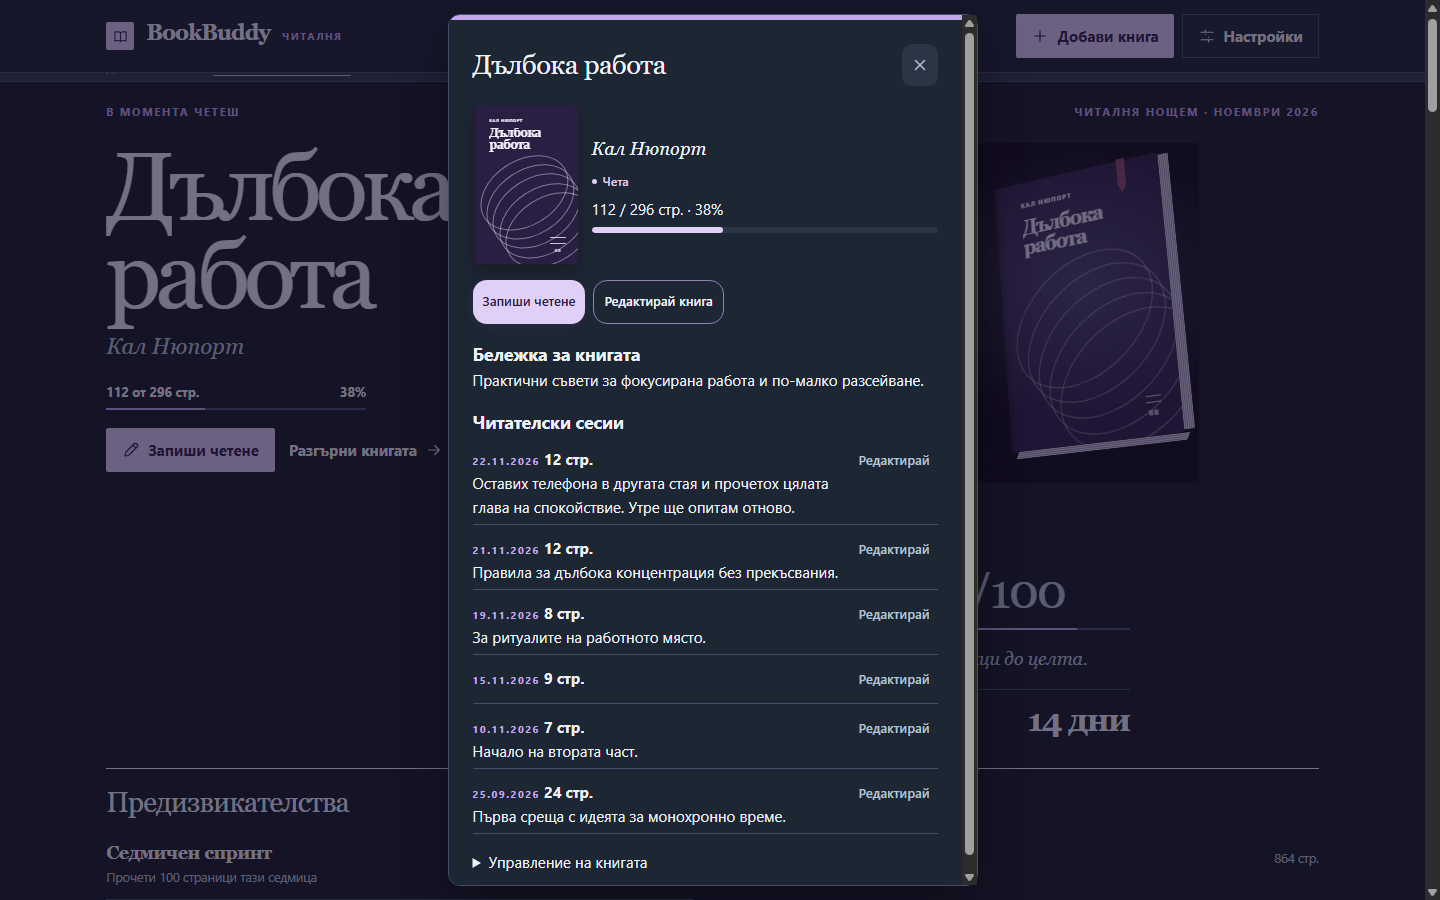 BookBuddy ЧИТАЛНЯ
Добави книга
Настройки
В МОМЕНТА ЧЕТЕШ
ЧИТАЛНЯ НОЩЕМ · НОЕМВРИ 2026
Дълбока
работа
Кал Нюпорт
112 от 296 стр.
38%
Запиши четене
Разгърни книгата →
Дълбока работа
КАЛ НЮПОРТ
Дълбока
работа
Кал Нюпорт
Чета
112 / 296 стр. · 38%
Запиши четене
Редактирай книга
Бележка за книгата
Практични съвети за фокусирана работа и по-малко разсейване.
Читателски сесии
22.11.2026 12 стр.
Редактирай
Оставих телефона в другата стая и прочетох цялата
глава на спокойствие. Утре ще опитам отново.
21.11.2026 12 стр.
Редактирай
Правила за дълбока концентрация без прекъсвания.
19.11.2026 8 стр.
Редактирай
За ритуалите на работното място.
15.11.2026 9 стр.
Редактирай
10.11.2026 7 стр.
Редактирай
Начало на втората част.
25.09.2026 24 стр.
Редактирай
Първа среща с идеята за монохронно време.
Управление на книгата
КАЛ НЮПОРТ
Дълбока
работа
/100
до целта.
14 дни
Предизвикателства
Седмичен спринт
Прочети 100 страници тази седмица
864 стр.